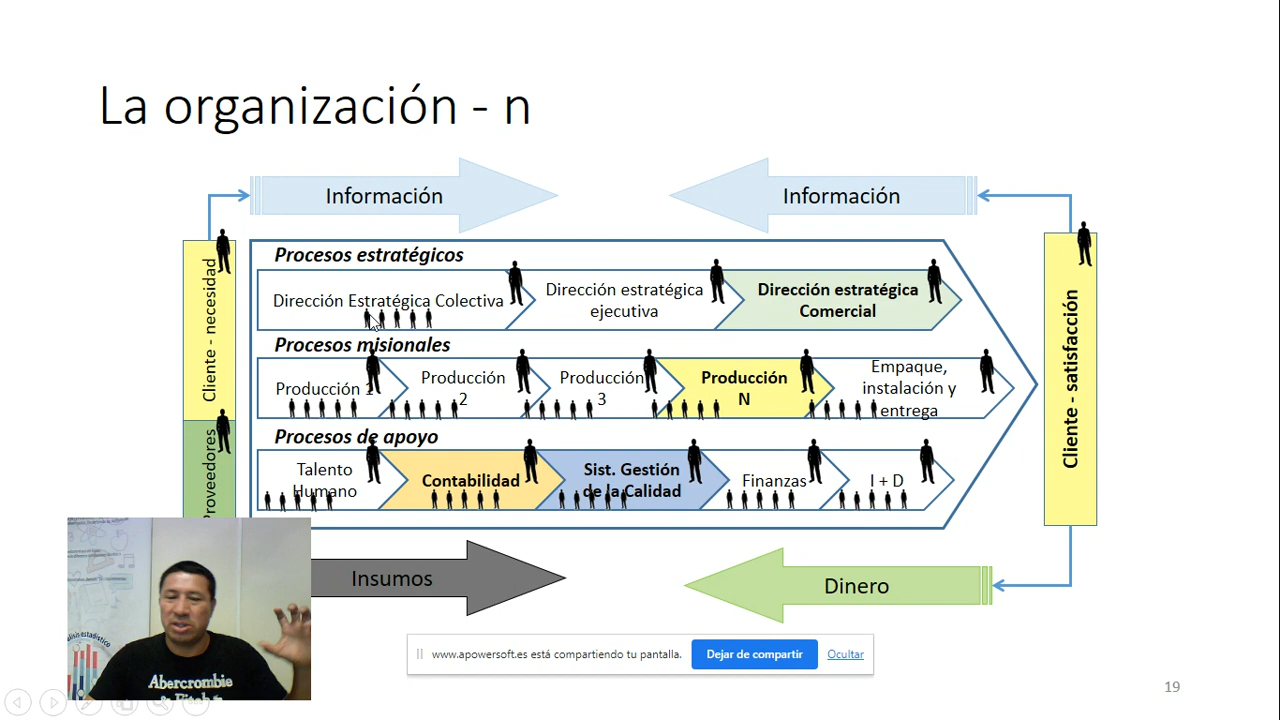 La organización - n
Información
Información
Cliente - necesidad
Proveedores
Procesos estratégicos
Dirección Estratégica Colectiva
Dirección estratégica
ejecutiva
Dirección estratégica
Comercial
Procesos misionales
Producción 1
Producción
2
Producción
3
Producción
N
Empaque,
instalación y
entrega
Procesos de apoyo
Talento
Humano
Contabilidad
Sist. Gestión
de la Calidad
Finanzas
I + D
Cliente - satisfacción
Insumos
Dinero
www.apowersoft.es está compartiendo tu pantalla.
Dejar de compartir
Ocultar
19
Abercrombie